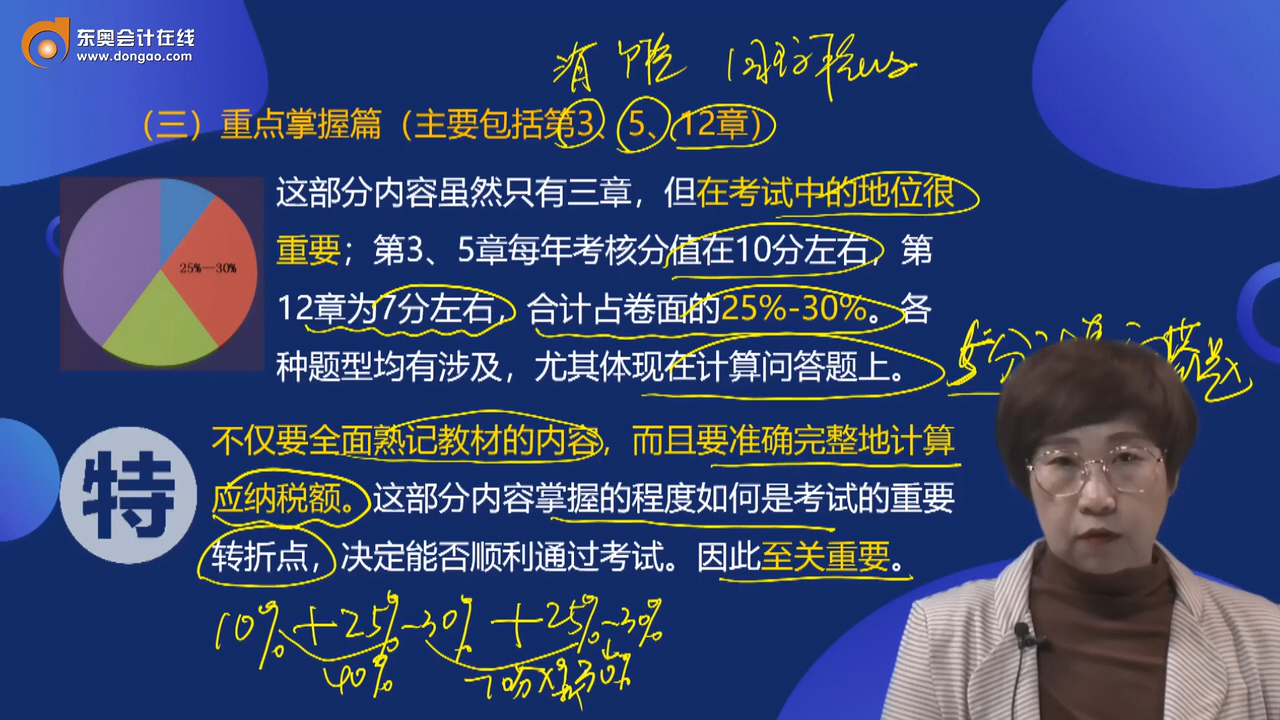 东奥会计在线
www.dongao.com
消 个人 国际税收
（三）重点掌握篇（主要包括第3、5、12章）
这部分内容虽然只有三章，但在考试中的地位很
重要；第3、5章每年考核分值在10分左右，第
12章为7分左右，合计占卷面的25%-30%。各
种题型均有涉及，尤其体现在计算问答题上。
25%—30%
特
不仅要全面熟记教材的内容，而且要准确完整地计算
应纳税额。这部分内容掌握的程度如何是考试的重要
转折点，决定能否顺利通过考试。因此至关重要。
10%+25%~30%+25%~30%
40%